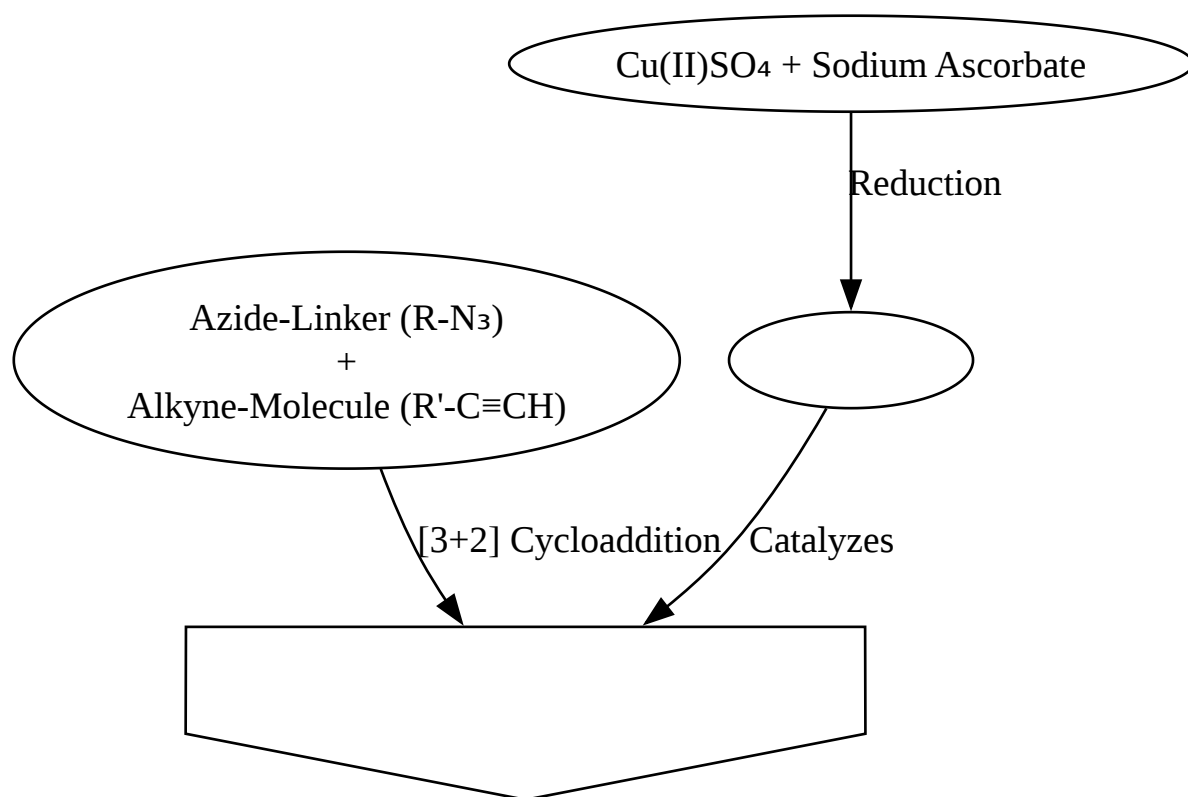 Cu(II)SO₄ + Sodium Ascorbate
Reduction
Azide-Linker (R-N₃)
+
Alkyne-Molecule (R'-C≡CH)
[3+2] Cycloaddition
Catalyzes